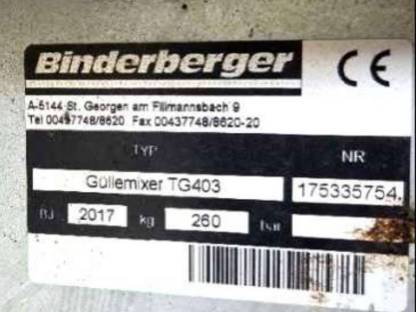 Binderberger CE
A-5144 St. Georgen am Fillmannsbach 9
Tel 00437748/8620 Fax 00437748/8620-20
TYP NR
Güllemixer TG403 175335754.
BJ 2017 kg 260 bar